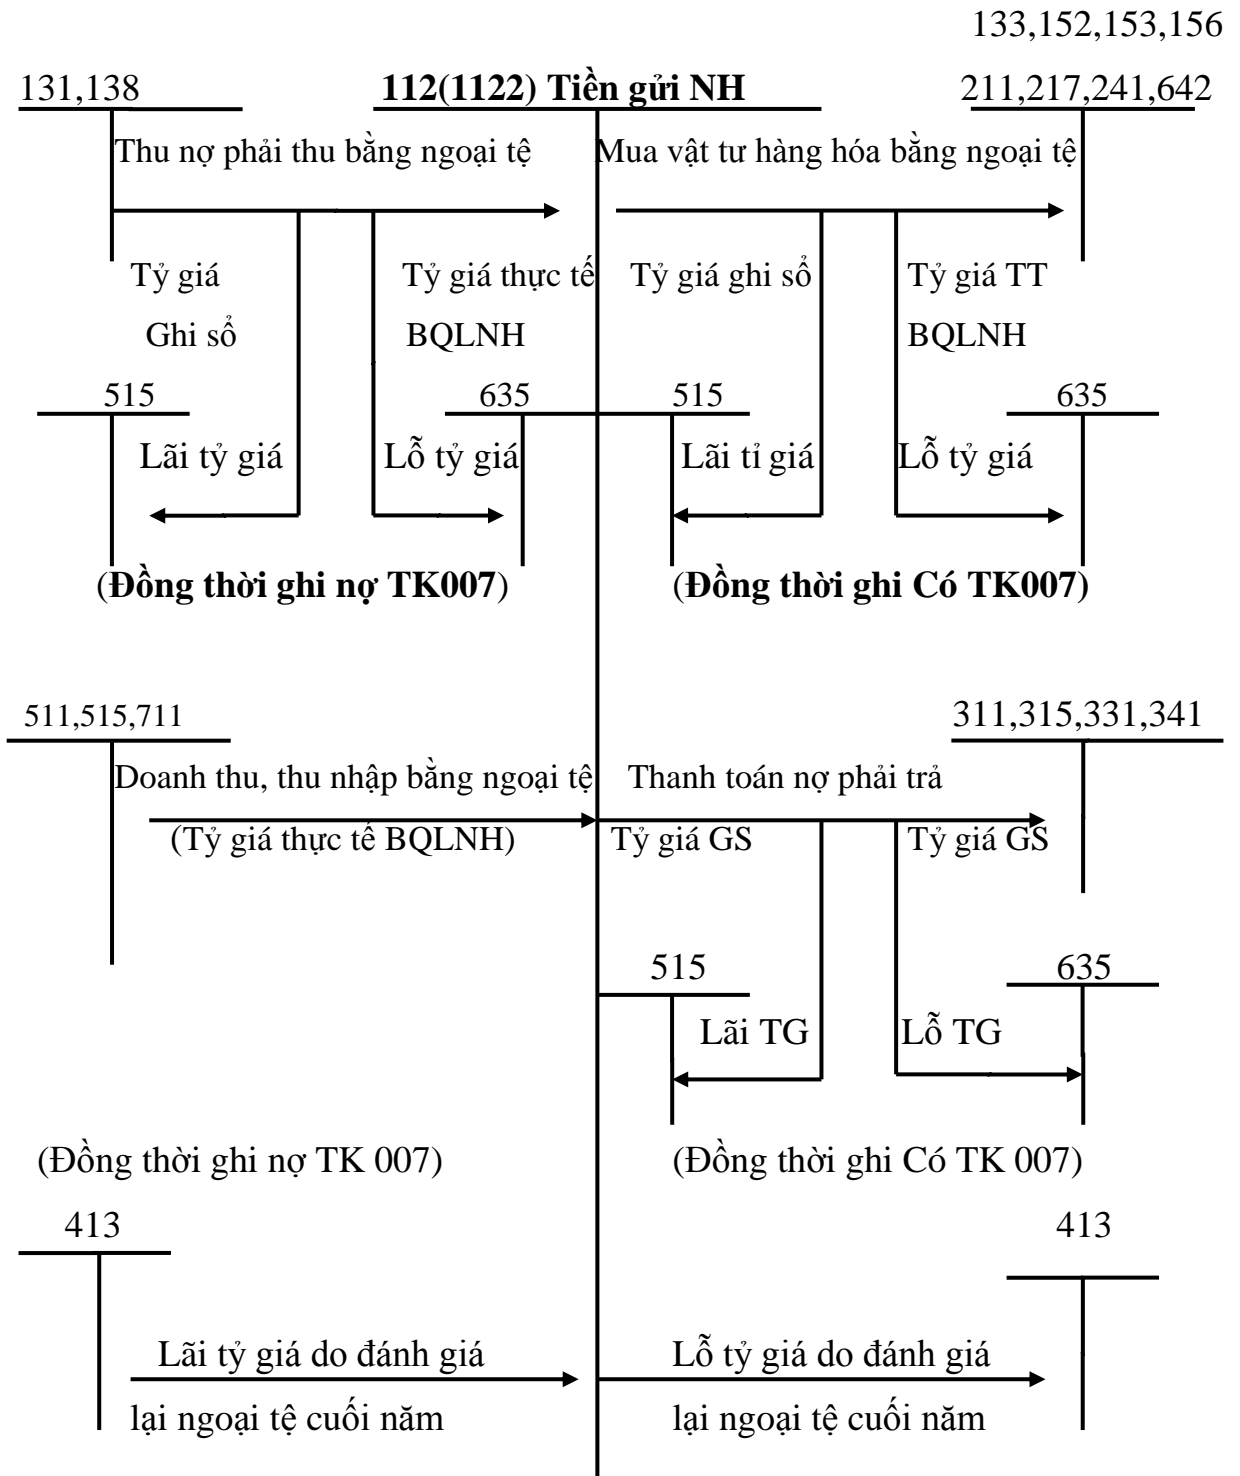 133,152,153,156
131,138
112(1122) Tiền gửi NH
211,217,241,642
Thu nợ phải thu bằng ngoại tệ
Mua vật tư hàng hóa bằng ngoại tệ
Tỷ giá
Tỷ giá thực tế
Tỷ giá ghi sổ
Tỷ giá TT
Ghi sổ
BQLNH
BQLNH
515
635
515
635
Lãi tỷ giá
Lỗ tỷ giá
Lãi tỉ giá
Lỗ tỷ giá
(Đồng thời ghi nợ TK007)
(Đồng thời ghi Có TK007)
511,515,711
311,315,331,341
Doanh thu, thu nhập bằng ngoại tệ
Thanh toán nợ phải trả
(Tỷ giá thực tế BQLNH)
Tỷ giá GS
Tỷ giá GS
515
635
Lãi TG
Lỗ TG
(Đồng thời ghi nợ TK 007)
(Đồng thời ghi Có TK 007)
413
413
Lãi tỷ giá do đánh giá
Lỗ tỷ giá do đánh giá
lại ngoại tệ cuối năm
lại ngoại tệ cuối năm